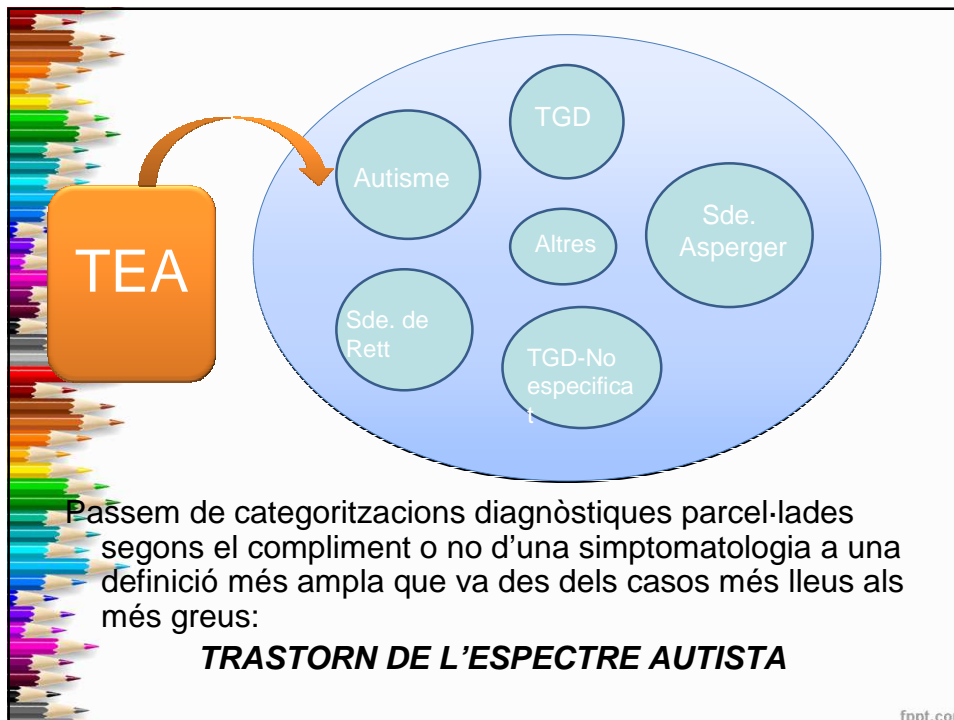 TEA
Autisme
TGD
Altres
Sde.
Asperger
Sde. de
Rett
TGD-No
especifica
t
Passem de categoritzacions diagnòstiques parcel·lades
segons el compliment o no d'una simptomatologia a una
definició més ampla que va des dels casos més lleus als
més greus:
TRASTORN DE L'ESPECTRE AUTISTA